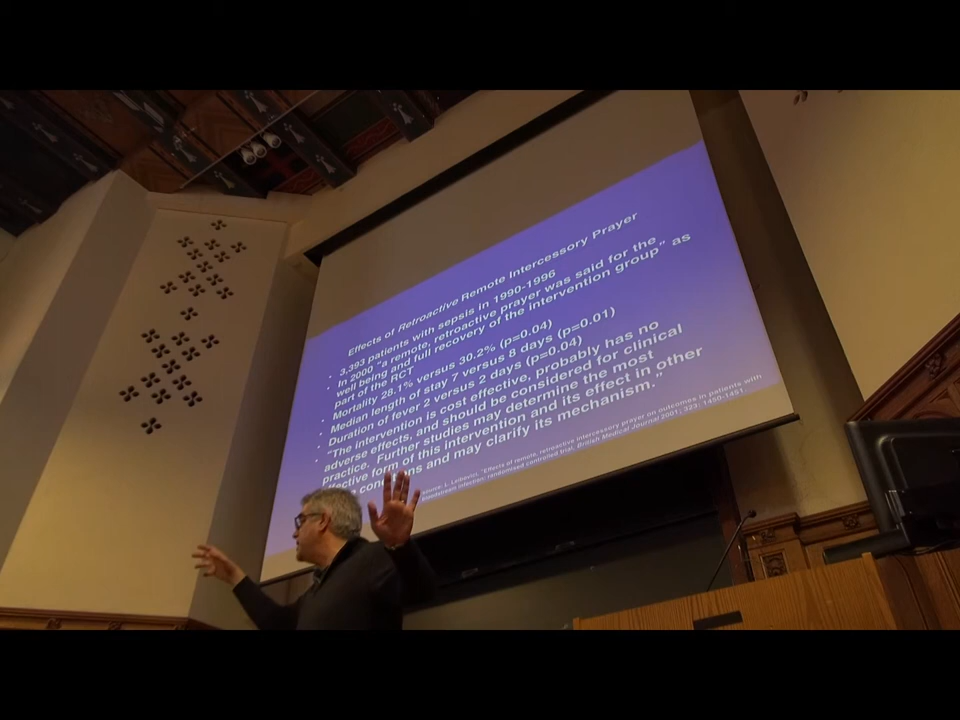 Effects of Retroactive Remote Intercessory Prayer
• 3,393 patients with sepsis in 1990-1996
• In 2000 "a remote, retroactive prayer was said for the
well being and full recovery of the intervention group" as
part of the RCT
• Mortality 28.1% versus 30.2% (p=0.04)
• Median length of stay 7 versus 8 days (p=0.01)
• Duration of fever 2 versus 2 days (p=0.04)
• "The intervention is cost effective, probably has no
adverse effects, and should be considered for clinical
practice. Further studies may determine the most
effective form of this intervention and its effect in other
conditions and may clarify its mechanism."
Source: L. Leibovici, "Effects of remote, retroactive intercessory prayer on outcomes in patients with
bloodstream infection: randomised controlled trial, British Medical Journal 2001; 323: 1450-1451.